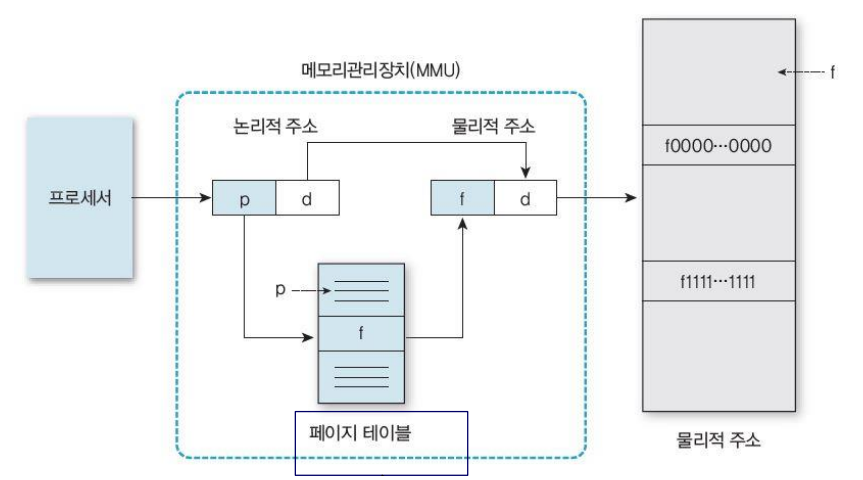 메모리관리장치(MMU)
논리적 주소
물리적 주소
프로세서
p
d
f
d
p
f
페이지 테이블
f
f0000···0000
f1111···1111
물리적 주소